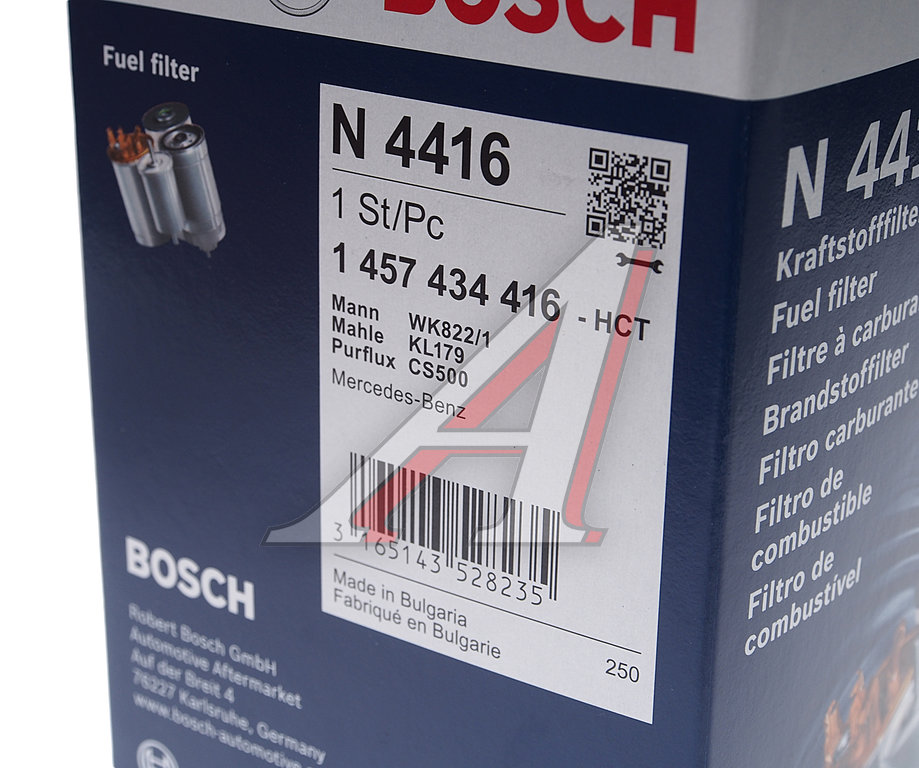 BOSCH
Fuel filter
N 4416
1 St/Pc
1 457 434 416 - HCT
Mann WK822/1
Mahle KL179
Purflux CS500
Mercedes-Benz
3 165143 528235
Made in Bulgaria
Fabriqué en Bulgarie
250
BOSCH
Robert Bosch GmbH
Automotive Aftermarket
Auf der Breit 4
76227 Karlsruhe, Germany
www.bosch-automotive.
N 44
Kraftstofffilte
Fuel filter
Filtre à carbura
Brandstoffilter
Filtro carburante
Filtro de
combustible
Filtro de
combustível